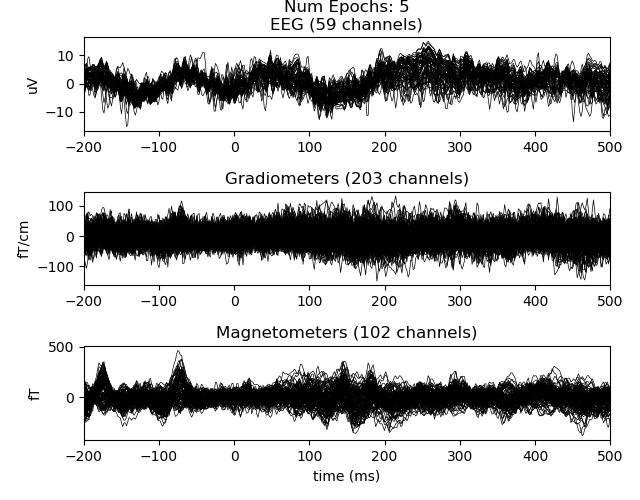 Num Epochs: 5
EEG (59 channels)
10
0
−10
uV
−200 −100 0 100 200 300 400 500
Gradiometers (203 channels)
100
0
−100
fT/cm
−200 −100 0 100 200 300 400 500
Magnetometers (102 channels)
500
0
fT
−200 −100 0 100 200 300 400 500
time (ms)